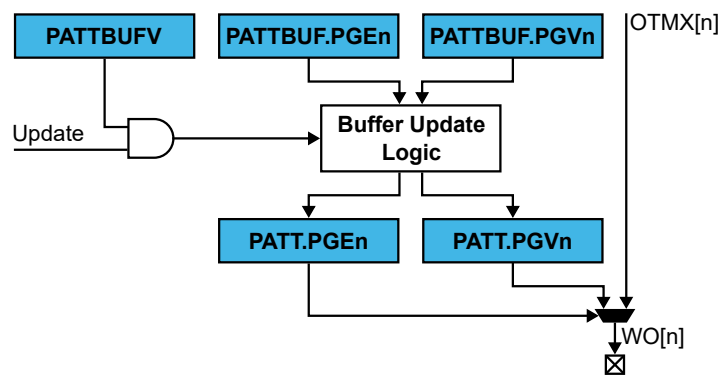 PATTBUFV
PATTBUF.PGEn
PATTBUF.PGVn
OTMX[n]
Update
Buffer Update
Logic
PATT.PGEn
PATT.PGVn
WO[n]